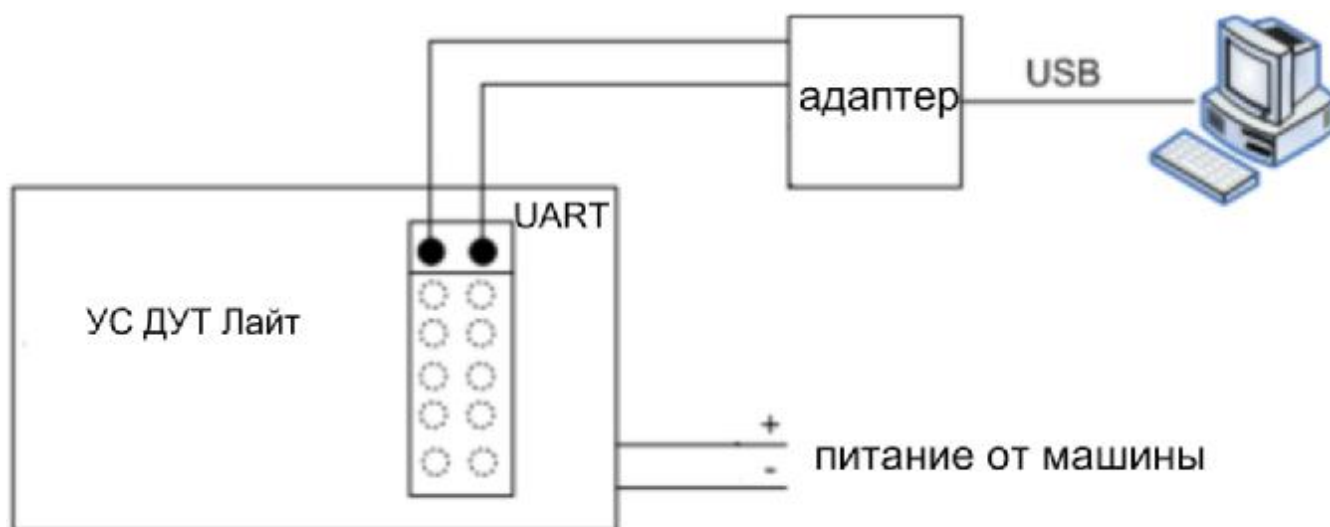 USB
адаптер
UART
УС ДУТ Лайт
+
-
питание от машины